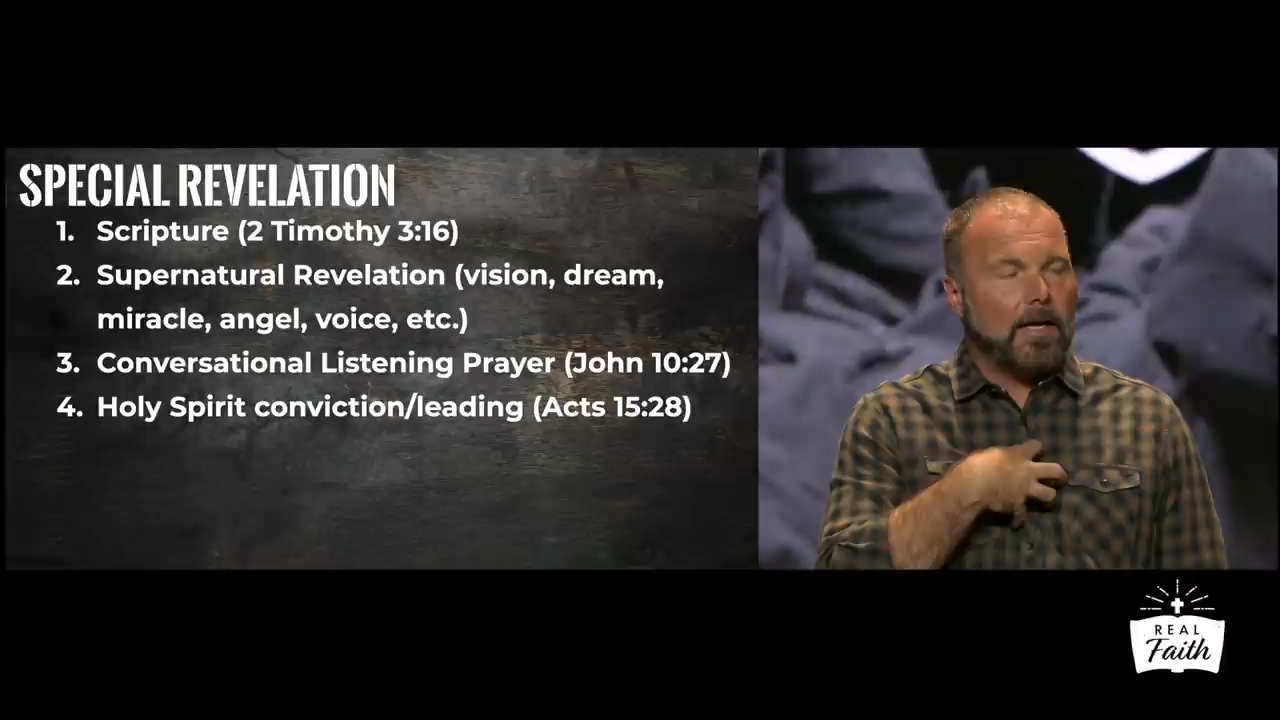 SPECIAL REVELATION
1. Scripture (2 Timothy 3:16)
2. Supernatural Revelation (vision, dream,
miracle, angel, voice, etc.)
3. Conversational Listening Prayer (John 10:27)
4. Holy Spirit conviction/leading (Acts 15:28)
REAL
Faith